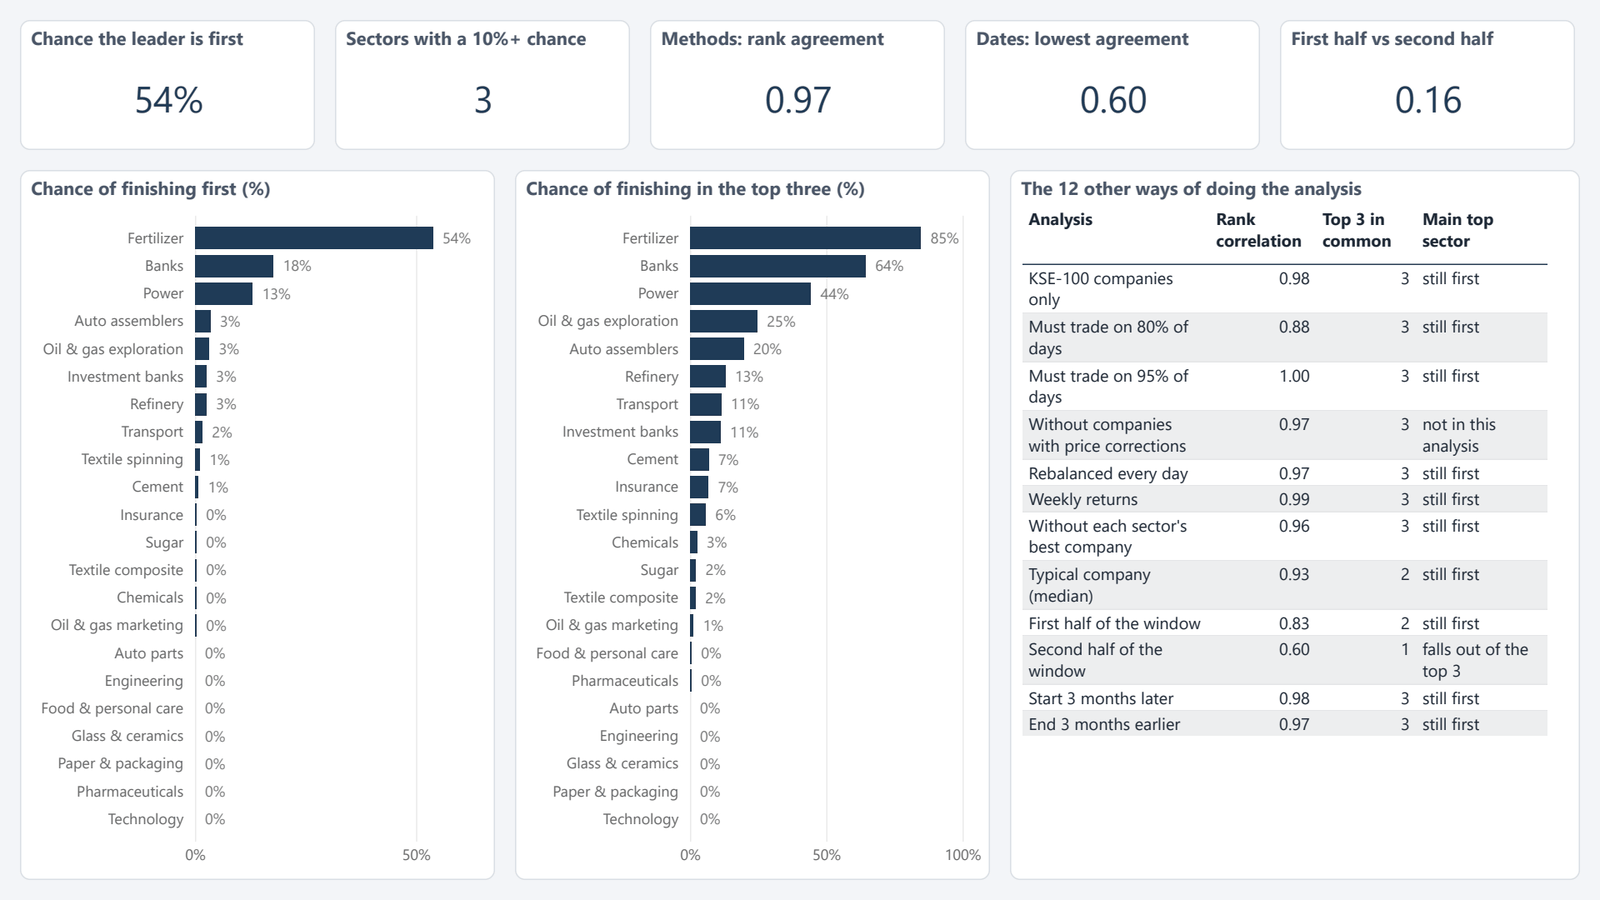 Chance the leader is first
54%
Sectors with a 10%+ chance
3
Methods: rank agreement
0.97
Dates: lowest agreement
0.60
First half vs second half
0.16
Chance of finishing first (%)
Fertilizer 54%
Banks 18%
Power 13%
Auto assemblers 3%
Oil & gas exploration 3%
Investment banks 3%
Refinery 3%
Transport 2%
Textile spinning 1%
Cement 1%
Insurance 0%
Sugar 0%
Textile composite 0%
Chemicals 0%
Oil & gas marketing 0%
Auto parts 0%
Engineering 0%
Food & personal care 0%
Glass & ceramics 0%
Paper & packaging 0%
Pharmaceuticals 0%
Technology 0%
0% 50%
Chance of finishing in the top three (%)
Fertilizer 85%
Banks 64%
Power 44%
Oil & gas exploration 25%
Auto assemblers 20%
Refinery 13%
Transport 11%
Investment banks 11%
Cement 7%
Insurance 7%
Textile spinning 6%
Chemicals 3%
Sugar 2%
Textile composite 2%
Oil & gas marketing 1%
Food & personal care 0%
Pharmaceuticals 0%
Auto parts 0%
Engineering 0%
Glass & ceramics 0%
Paper & packaging 0%
Technology 0%
0% 50% 100%
The 12 other ways of doing the analysis
Analysis Rank Top 3 in Main top
correlation common sector
KSE-100 companies 0.98 3 still first
only
Must trade on 80% of 0.88 3 still first
days
Must trade on 95% of 1.00 3 still first
days
Without companies 0.97 3 not in this
with price corrections analysis
Rebalanced every day 0.97 3 still first
Weekly returns 0.99 3 still first
Without each sector's 0.96 3 still first
best company
Typical company 0.93 2 still first
(median)
First half of the window 0.83 2 still first
Second half of the 0.60 1 falls out of the
window top 3
Start 3 months later 0.98 3 still first
End 3 months earlier 0.97 3 still first